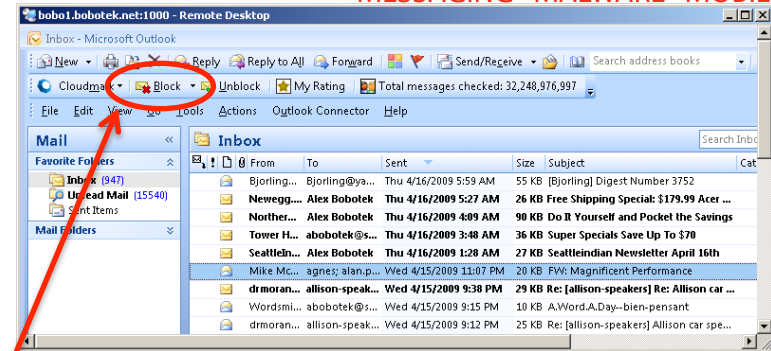 MESSAGING MALWARE MOBILE
bobo1.bobotek.net:1000 - Remote Desktop
Inbox - Microsoft Outlook
New Reply Reply to All Forward Send/Receive Search address books
Cloudmark Block Unblock My Rating Total messages checked: 32,248,976,997
File Edit View Go Tools Actions Outlook Connector Help
Mail « Inbox Search Inbo
Favorite Folders From To Sent Size Subject Cat
Inbox (947) Bjorling... Bjorling@ya... Thu 4/16/2009 5:59 AM 55 KB [Bjorling] Digest Number 3752
Unread Mail (15540) Newegg.... Alex Bobotek Thu 4/16/2009 5:27 AM 26 KB Free Shipping Special: $179.99 Acer ...
Sent Items Norther... Alex Bobotek Thu 4/16/2009 4:09 AM 90 KB Do It Yourself and Pocket the Savings
Mail Folders Tower H... abobotek@s... Thu 4/16/2009 3:48 AM 36 KB Super Specials Save Up To $70
SeattleIn... Alex Bobotek Thu 4/16/2009 1:28 AM 27 KB Seattleindian Newsletter April 16th
Mike Mc... agnes; alan.p... Wed 4/15/2009 11:07 PM 20 KB FW: Magnificent Performance
drmoran... allison-speak... Wed 4/15/2009 9:38 PM 29 KB Re: [allison-speakers] Re: Allison car ...
Wordsmi... abobotek@s... Wed 4/15/2009 9:15 PM 10 KB A.Word.A.Day--bien-pensant
drmoran... allison-speak... Wed 4/15/2009 9:12 PM 25 KB Re: [allison-speakers] Allison car spe...